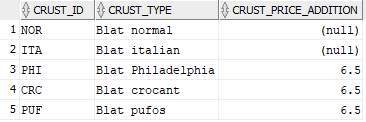 CRUST_ID CRUST_TYPE CRUST_PRICE_ADDITION
1 NOR Blat normal (null)
2 ITA Blat italian (null)
3 PHI Blat Philadelphia 6.5
4 CRC Blat crocant 6.5
5 PUF Blat pufos 6.5